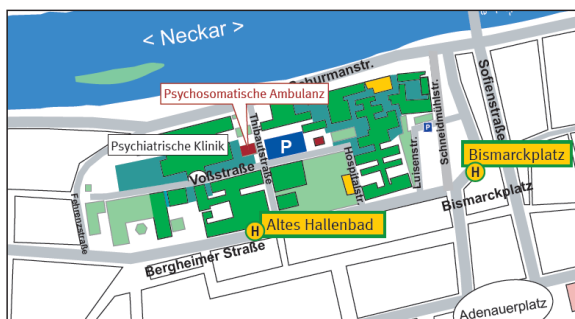 < Neckar >
Schurmanstr.
Sofienstraße
Psychosomatische Ambulanz
Thibautstraße
Schneidmühlstr.
Psychiatrische Klinik
P
P
Voßstraße
Hospitalstr.
Luisenstr.
Bismarckplatz
H
Fehrenzstraße
Bismarckplatz
H
Altes Hallenbad
Bergheimer Straße
Adenauerplatz